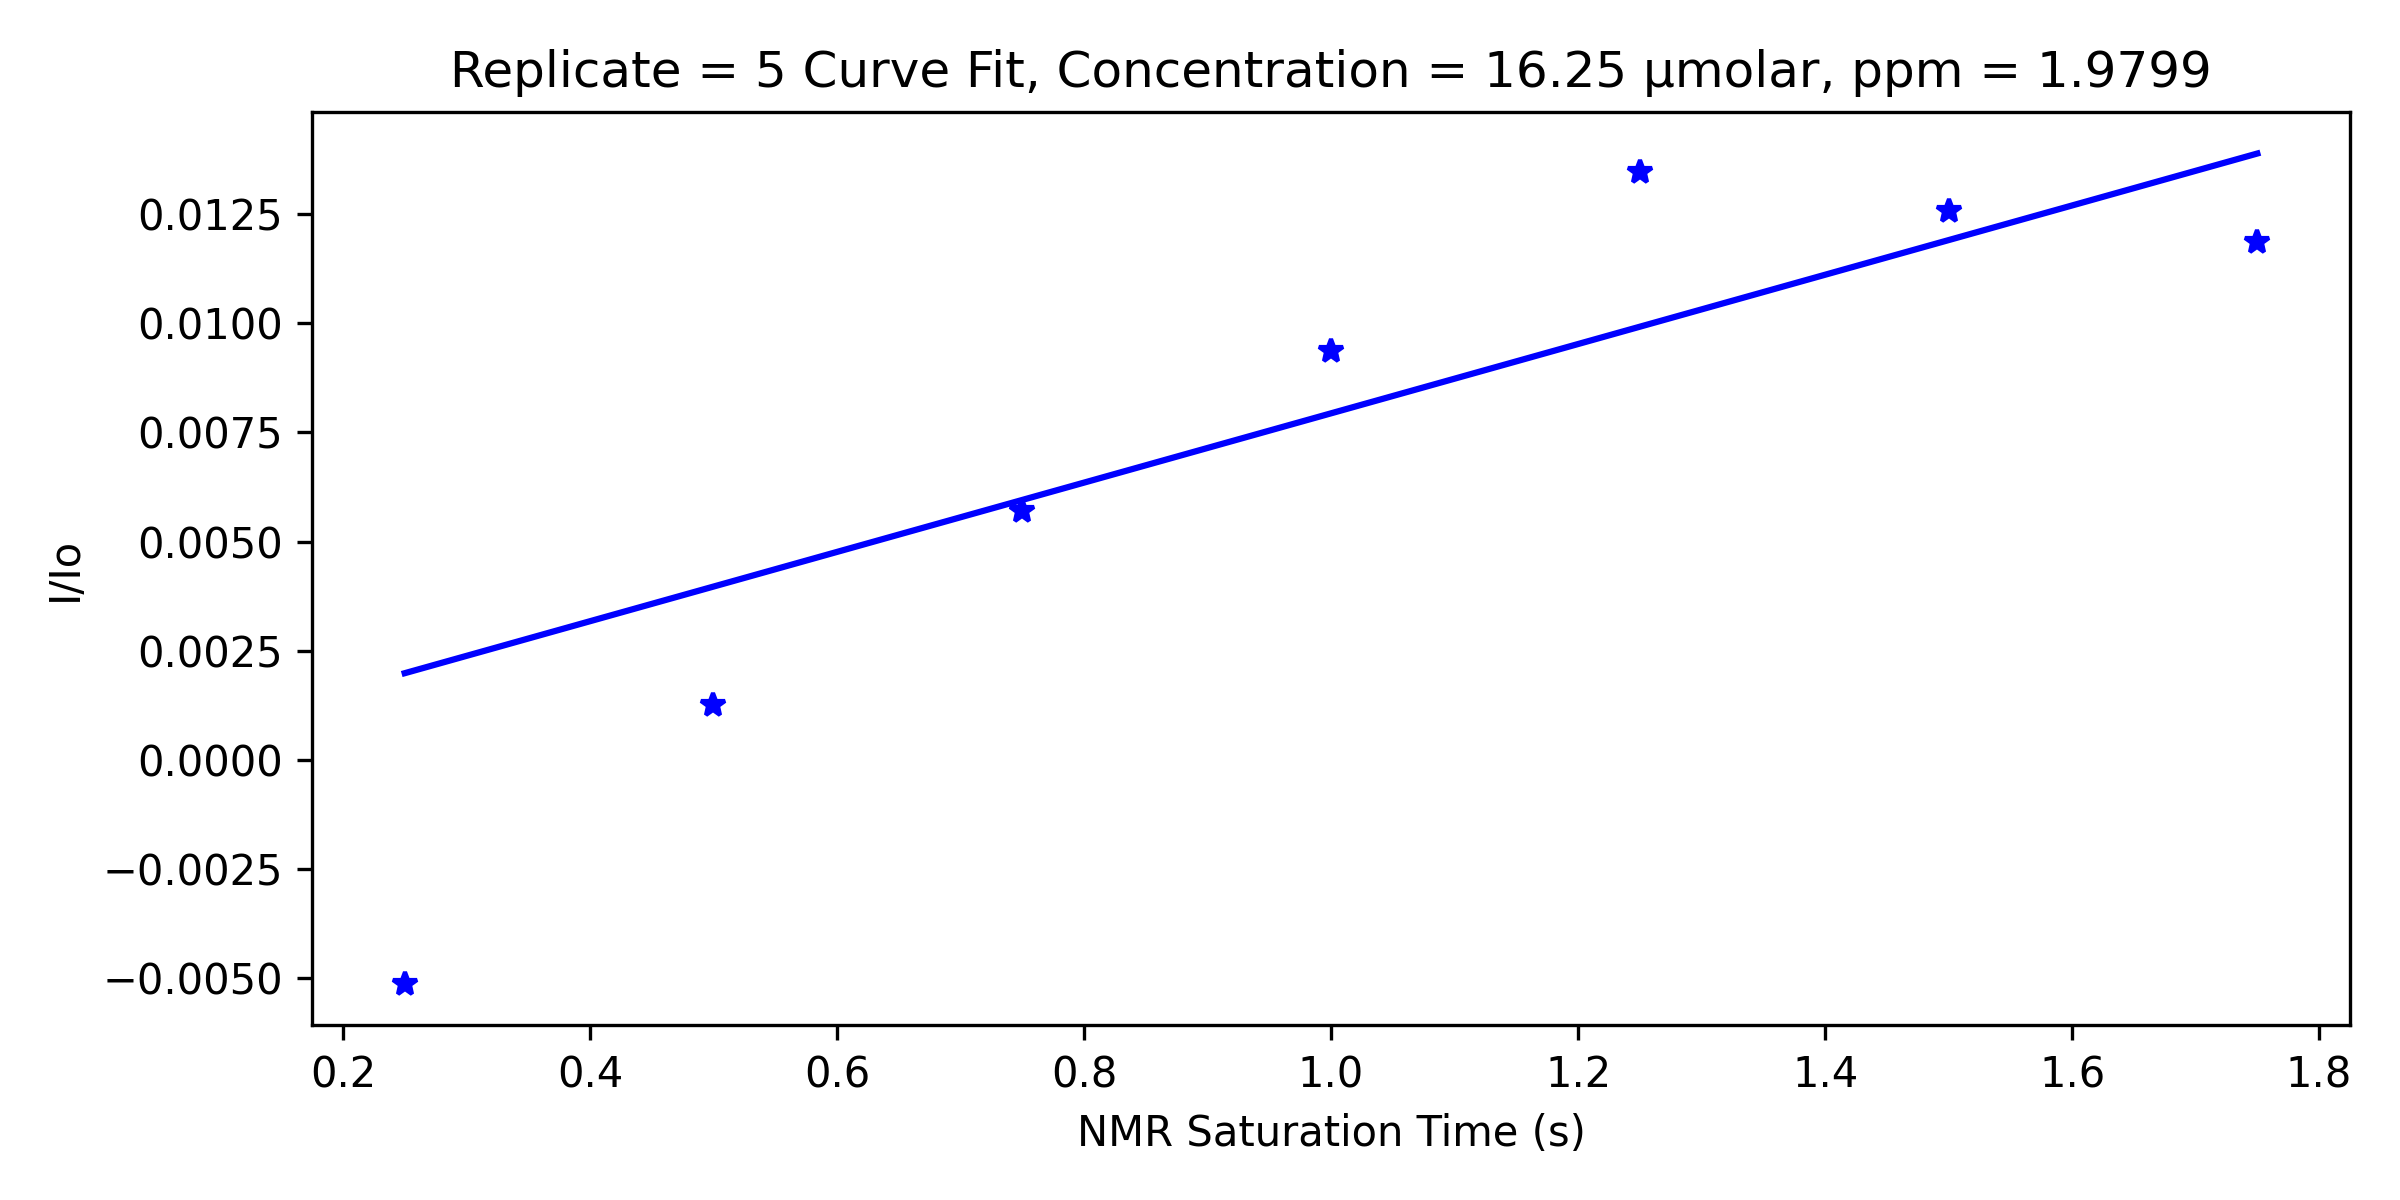 Replicate = 5 Curve Fit, Concentration = 16.25 µmolar, ppm = 1.9799
0.0125
0.0100
0.0075
0.0050
0.0025
0.0000
−0.0025
−0.0050
I/Io
0.2 0.4 0.6 0.8 1.0 1.2 1.4 1.6 1.8
NMR Saturation Time (s)